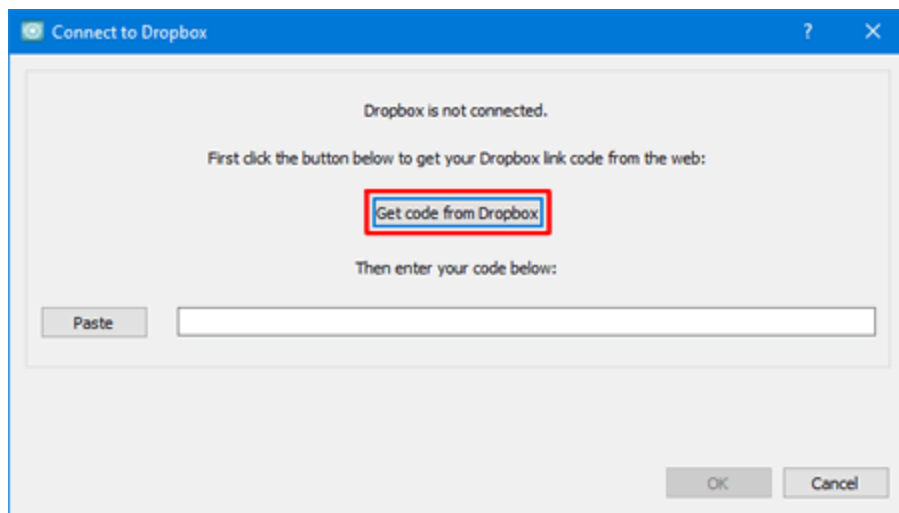 Connect to Dropbox
?
Dropbox is not connected.
First click the button below to get your Dropbox link code from the web:
Get code from Dropbox
Then enter your code below:
Paste
OK
Cancel